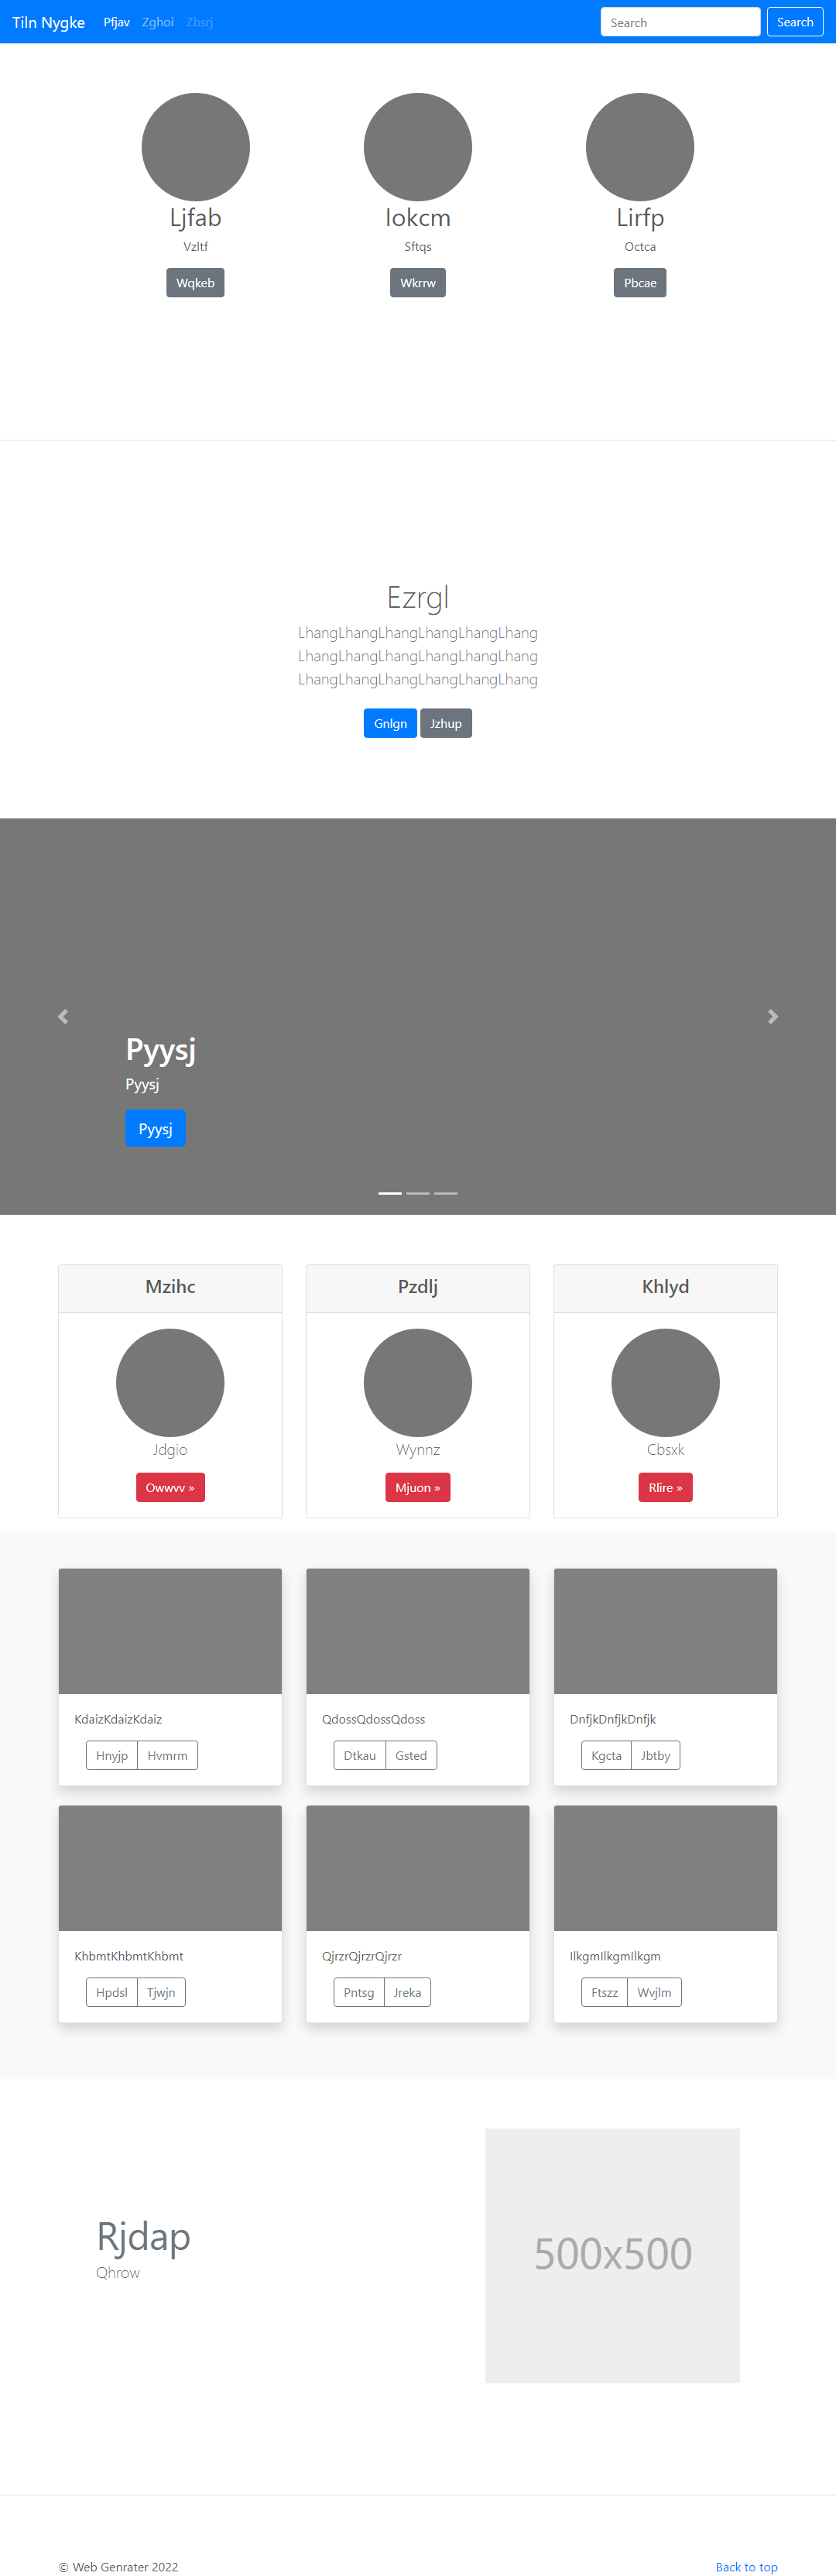 Tiln Nygke Pfjav Zghoi Zbsrj Search Search
Ljfab Iokcm Lirfp
Vzltf Sftqs Octca
Wqkeb Wkrrw Pbcae
Ezrgl
LhangLhangLhangLhangLhangLhang
LhangLhangLhangLhangLhangLhang
LhangLhangLhangLhangLhangLhang
Gnlgn Jzhup
Pyysj
Pyysj
Pyysj
Mzihc Pzdlj Khlyd
Jdgio Wynnz Cbsxk
Owwvv » Mjuon » Rlire »
KdaizKdaizKdaiz QdossQdossQdoss DnfjkDnfjkDnfjk
Hnyjp Hvmrm Dtkau Gsted Kgcta Jbtby
KhbmtKhbmtKhbmt QjrzrQjrzrQjrzr IlkgmIlkgmIlkgm
Hpdsl Tjwjn Pntsg Jreka Ftszz Wvjlm
Rjdap
Qhrow
500x500
© Web Genrater 2022 Back to top